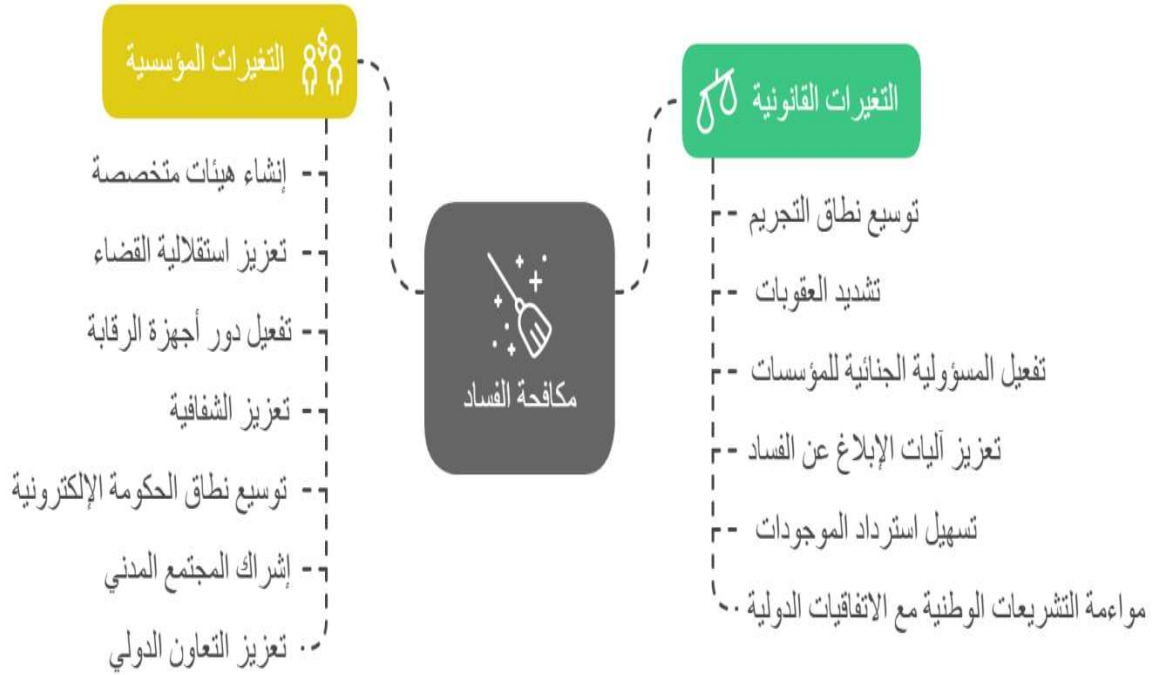 التغيرات القانونية
توسيع نطاق التجريم
تشديد العقوبات
تفعيل المسؤولية الجنائية للمؤسسات
تعزيز آليات الإبلاغ عن الفساد
تسهيل استرداد الموجودات
مواءمة التشريعات الوطنية مع الاتفاقيات الدولية
مكافحة الفساد
التغيرات المؤسسية
إنشاء هيئات متخصصة
تعزيز استقلالية القضاء
تفعيل دور أجهزة الرقابة
تعزيز الشفافية
توسيع نطاق الحكومة الإلكترونية
إشراك المجتمع المدني
تعزيز التعاون الدولي